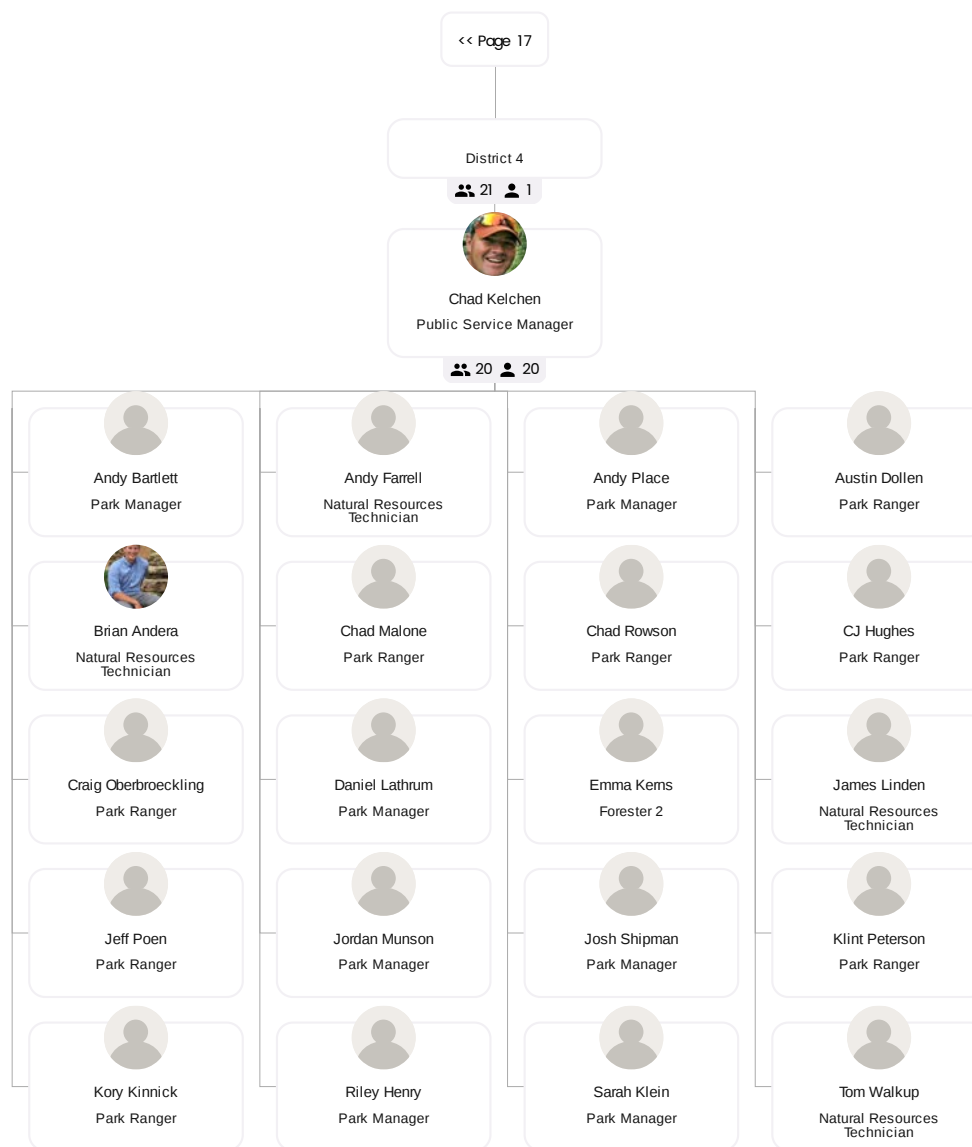 << Page 17
District 4
21 1
Chad Kelchen
Public Service Manager
20 20
Andy Bartlett
Park Manager
Andy Farrell
Natural Resources
Technician
Andy Place
Park Manager
Austin Dollen
Park Ranger
Brian Andera
Natural Resources
Technician
Chad Malone
Park Ranger
Chad Rowson
Park Ranger
CJ Hughes
Park Ranger
Craig Oberbroeckling
Park Ranger
Daniel Lathrum
Park Manager
Emma Kerns
Forester 2
James Linden
Natural Resources
Technician
Jeff Poen
Park Ranger
Jordan Munson
Park Manager
Josh Shipman
Park Manager
Klint Peterson
Park Ranger
Kory Kinnick
Park Ranger
Riley Henry
Park Manager
Sarah Klein
Park Manager
Tom Walkup
Natural Resources
Technician